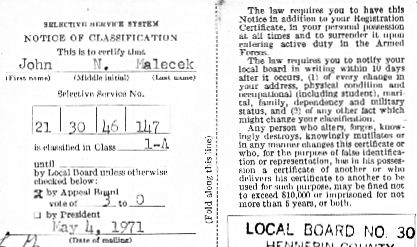 SELECTIVE SERVICE SYSTEM
NOTICE OF CLASSIFICATION
This is to certify that
John N. Malecek
(First name) (Middle initial) (Last name)
Selective Service No.
21 30 46 147
is classified in Class 1-A
until
by Local Board unless otherwise
checked below:
☒ by Appeal Board
vote of 3 to 0
☐ by President
May 4, 1971
(Date of mailing)
(Fold along this line)
The law requires you to have this
Notice in addition to your Registration
Certificate, in your personal possession
at all times and to surrender it upon
entering active duty in the Armed
Forces.
The law requires you to notify your
local board in writing within 10 days
after it occurs, (1) of every change in
your address, physical condition and
occupational (including student), mari-
tal, family, dependency and military
status, and (2) of any other fact which
might change your classification.
Any person who alters, forges, know-
ingly destroys, knowingly mutilates or
in any manner changes this certificate or
who, for the purpose of false identifica-
tion or representation, has in his posses-
sion a certificate of another or who
delivers his certificate to another to be
used for such purpose, may be fined not
to exceed $10,000 or imprisoned for not
more than 5 years, or both.
LOCAL BOARD NO. 30
HENNEPIN COUNTY